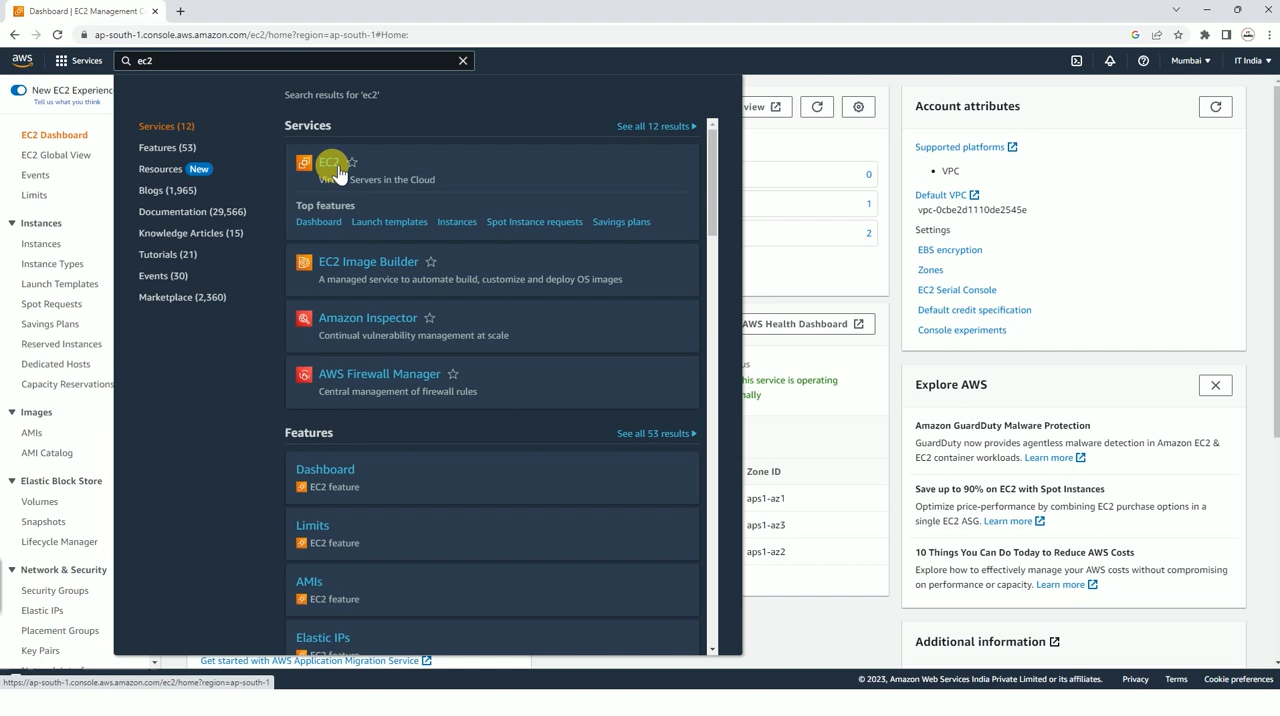 Dashboard | EC2 Management C
ap-south-1.console.aws.amazon.com/ec2/home?region=ap-south-1#Home:
aws
Services
ec2
Mumbai
IT India
New EC2 Experience
Tell us what you think
EC2 Dashboard
EC2 Global View
Events
Limits
Instances
Instances
Instance Types
Launch Templates
Spot Requests
Savings Plans
Reserved Instances
Dedicated Hosts
Capacity Reservations
Images
AMIs
AMI Catalog
Elastic Block Store
Volumes
Snapshots
Lifecycle Manager
Network & Security
Security Groups
Elastic IPs
Placement Groups
Key Pairs
Search results for 'ec2'
Services (12)
Features (53)
Resources New
Blogs (1,965)
Documentation (29,566)
Knowledge Articles (15)
Tutorials (21)
Events (30)
Marketplace (2,360)
Services
See all 12 results
EC2
Servers in the Cloud
Top features
Dashboard Launch templates Instances Spot Instance requests Savings plans
EC2 Image Builder
A managed service to automate build, customize and deploy OS images
Amazon Inspector
Continual vulnerability management at scale
AWS Firewall Manager
Central management of firewall rules
Features
See all 53 results
Dashboard
EC2 feature
Limits
EC2 feature
AMIs
EC2 feature
Elastic IPs
EC2 feature
Get started with AWS Application Migration Service
view
0
1
2
AWS Health Dashboard
us
his service is operating
nally
Zone ID
aps1-az1
aps1-az3
aps1-az2
Account attributes
Supported platforms
VPC
Default VPC
vpc-0cbe2d1110de2545e
Settings
EBS encryption
Zones
EC2 Serial Console
Default credit specification
Console experiments
Explore AWS
Amazon GuardDuty Malware Protection
GuardDuty now provides agentless malware detection in Amazon EC2 &
EC2 container workloads. Learn more
Save up to 90% on EC2 with Spot Instances
Optimize price-performance by combining EC2 purchase options in a
single EC2 ASG. Learn more
10 Things You Can Do Today to Reduce AWS Costs
Explore how to effectively manage your AWS costs without compromising
on performance or capacity. Learn more
Additional information
https://ap-south-1.console.aws.amazon.com/ec2/home?region=ap-south-1
© 2023, Amazon Web Services India Private Limited or its affiliates.
Privacy
Terms
Cookie preferences